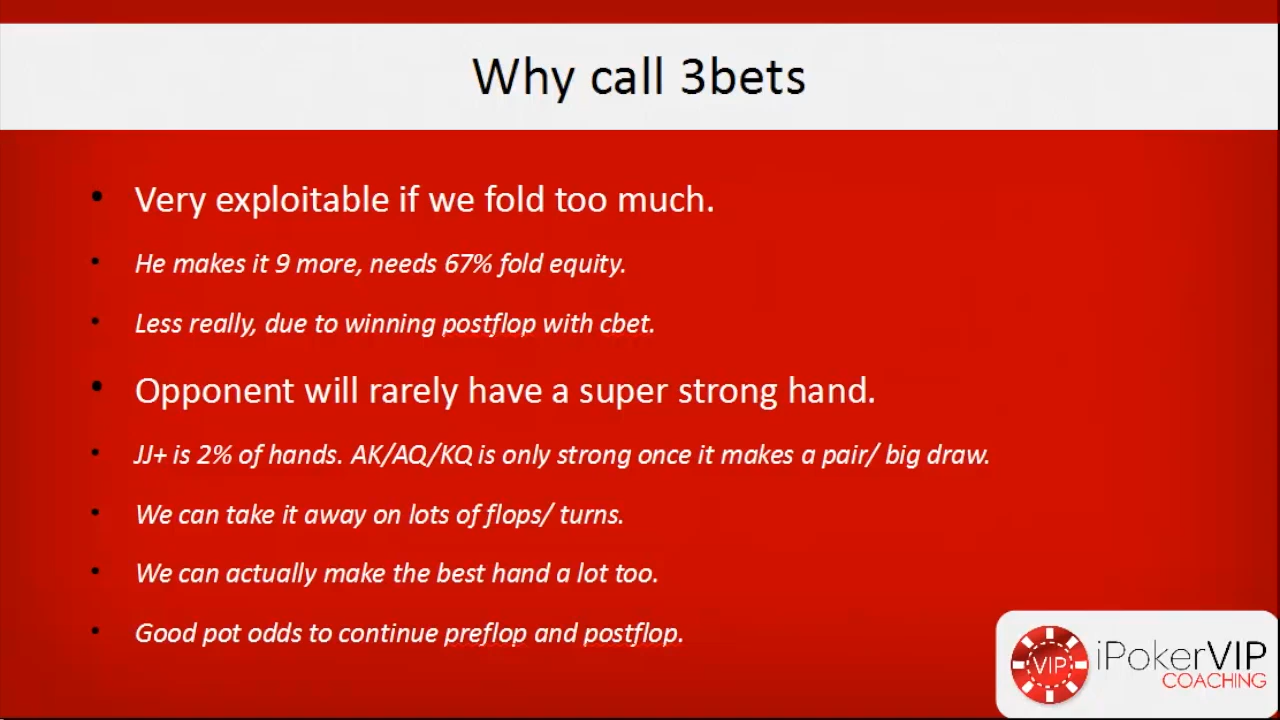 Why call 3bets
Very exploitable if we fold too much.
He makes it 9 more, needs 67% fold equity.
Less really, due to winning postflop with cbet.
Opponent will rarely have a super strong hand.
JJ+ is 2% of hands. AK/AQ/KQ is only strong once it makes a pair/ big draw.
We can take it away on lots of flops/ turns.
We can actually make the best hand a lot too.
Good pot odds to continue preflop and postflop.
VIP
iPokerVIP
COACHING